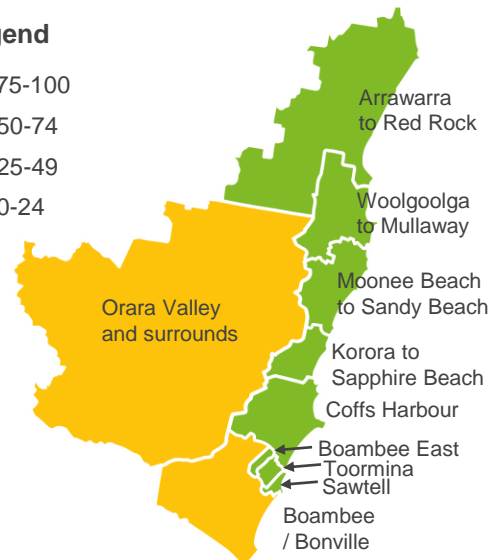 gend
75-100
50-74
25-49
0-24
Arrawarra
to Red Rock
Woolgoolga
to Mullaway
Moonee Beach
to Sandy Beach
Orara Valley
and surrounds
Korora to
Sapphire Beach
Coffs Harbour
Boambee East
Toormina
Sawtell
Boambee
/ Bonville